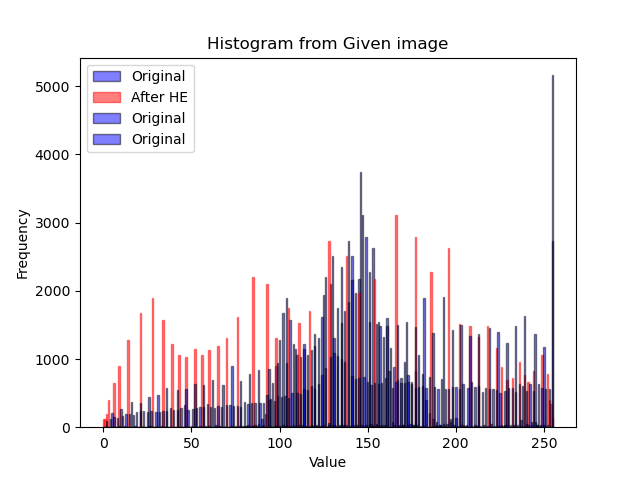 Histogram from Given image
Original
After HE
Original
Original
Frequency
5000
4000
3000
2000
1000
0
0
50
100
150
200
250
Value